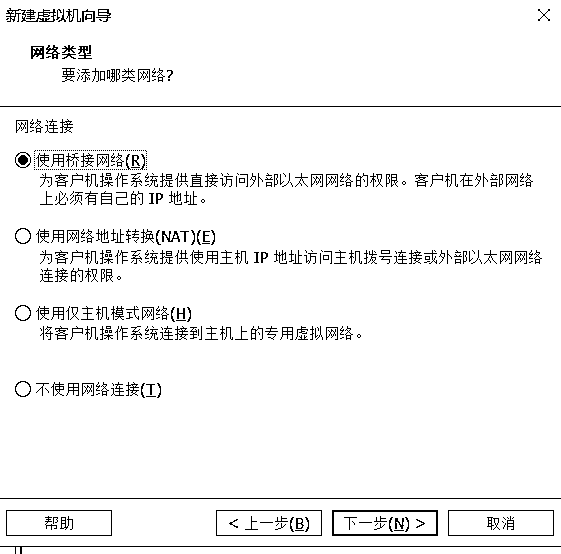 新建虚拟机向导
网络类型
要添加哪类网络?
网络连接
使用桥接网络(R)
为客户机操作系统提供直接访问外部以太网网络的权限。客户机在外部网络
上必须有自己的 IP 地址。
使用网络地址转换(NAT)(E)
为客户机操作系统提供使用主机 IP 地址访问主机拨号连接或外部以太网网络
连接的权限。
使用仅主机模式网络(H)
将客户机操作系统连接到主机上的专用虚拟网络。
不使用网络连接(T)
帮助
< 上一步(B)
下一步(N) >
取消